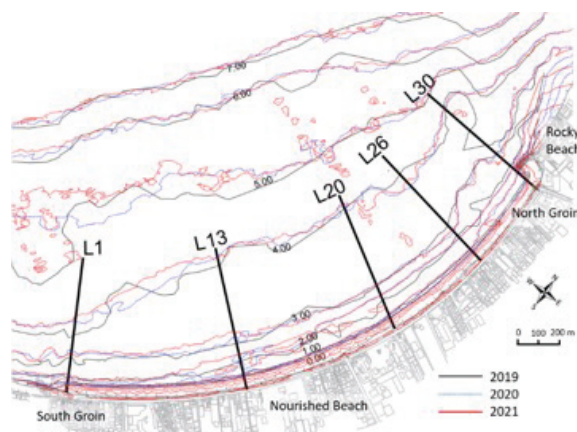 7.00
6.00
L30
Rocky
Beach
5.00
L26
North Groin
L20
L1
L13
4.00
3.00
2.00
1.00
0.00
0 100 200 m
South Groin
Nourished Beach
2019
2020
2021